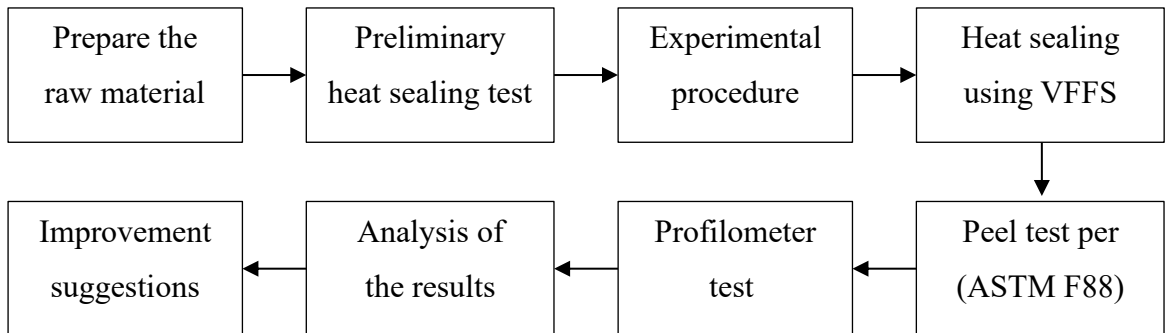 Prepare the
raw material
Preliminary
heat sealing test
Experimental
procedure
Heat sealing
using VFFS
Peel test per
(ASTM F88)
Profilometer
test
Analysis of
the results
Improvement
suggestions